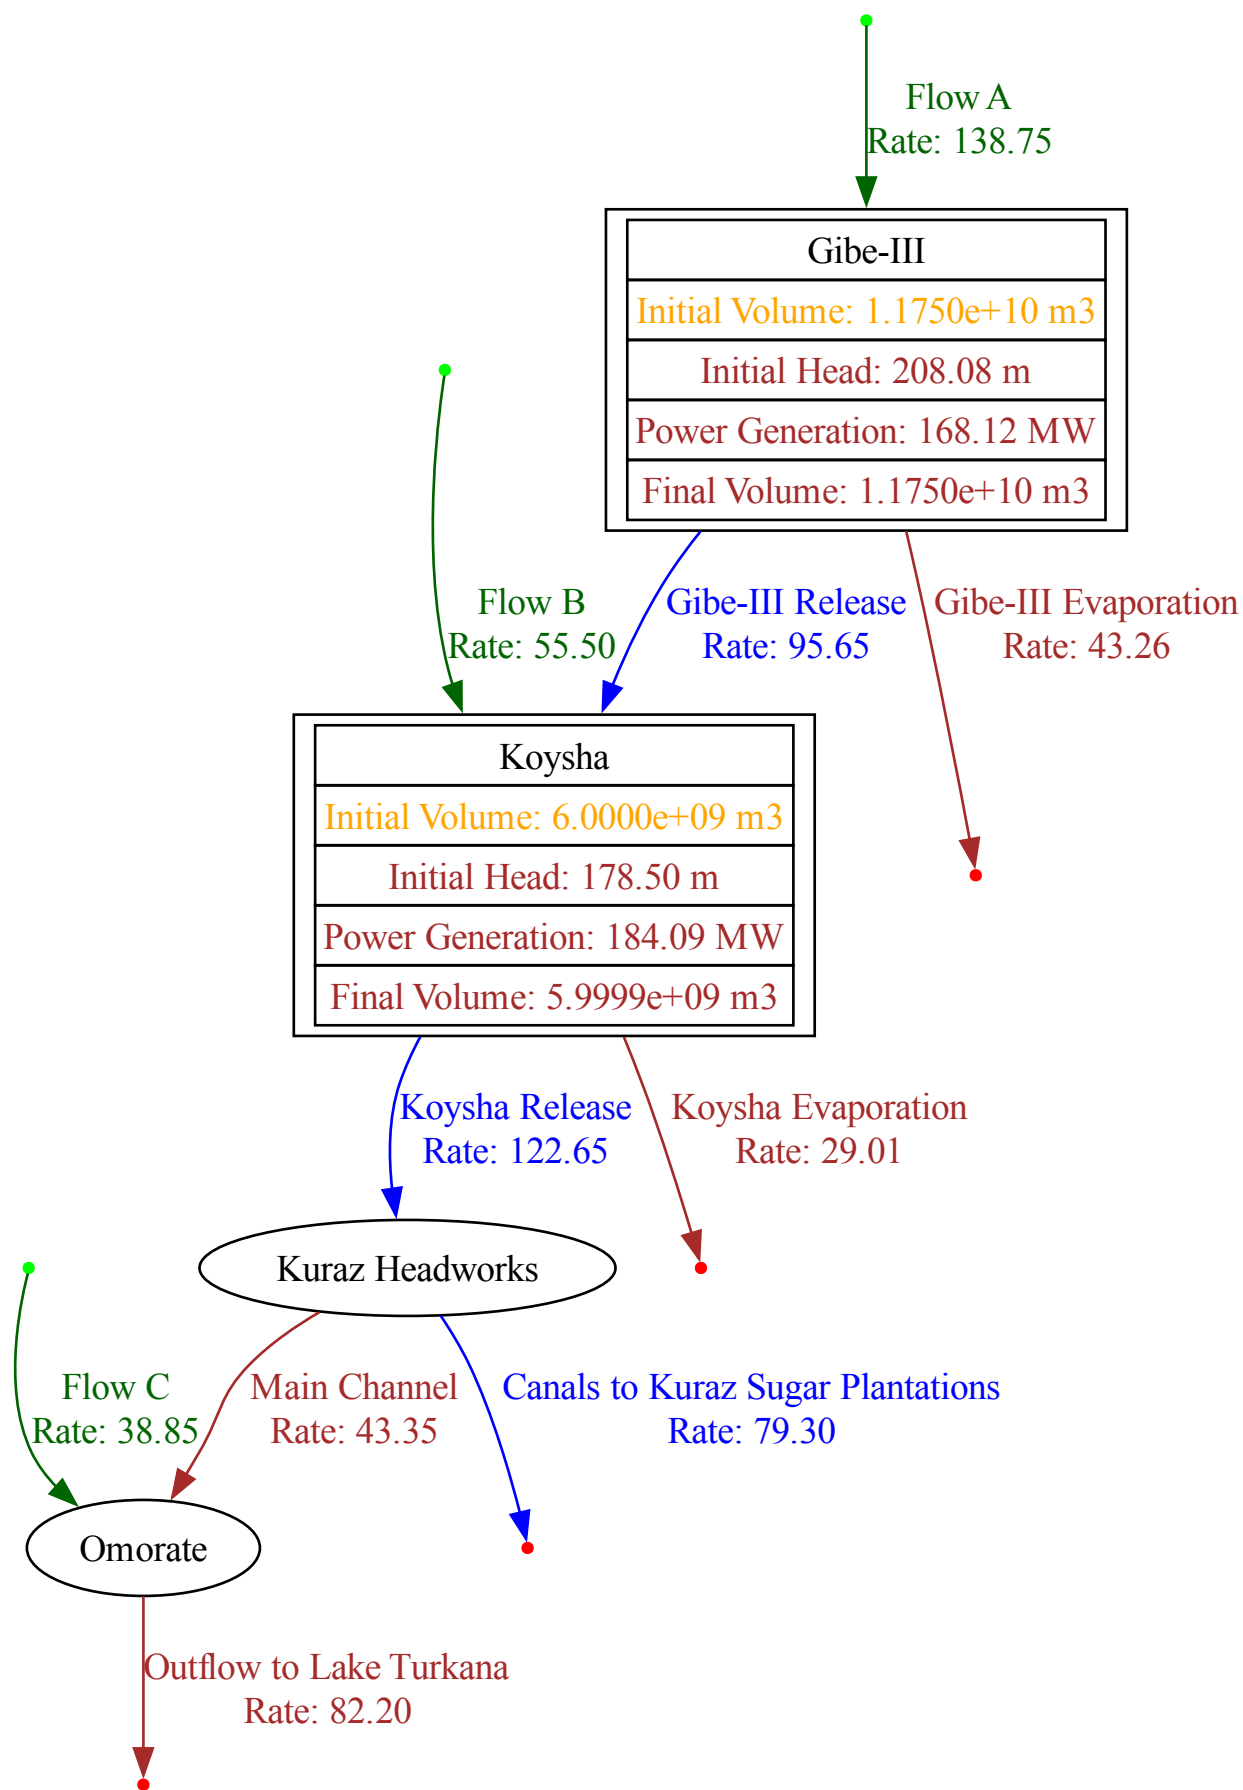 Flow A
Rate: 138.75
Gibe-III
Initial Volume: 1.1750e+10 m3
Initial Head: 208.08 m
Power Generation: 168.12 MW
Final Volume: 1.1750e+10 m3
Flow B
Rate: 55.50
Gibe-III Release
Rate: 95.65
Gibe-III Evaporation
Rate: 43.26
Koysha
Initial Volume: 6.0000e+09 m3
Initial Head: 178.50 m
Power Generation: 184.09 MW
Final Volume: 5.9999e+09 m3
Koysha Release
Rate: 122.65
Koysha Evaporation
Rate: 29.01
Kuraz Headworks
Flow C
Rate: 38.85
Main Channel
Rate: 43.35
Canals to Kuraz Sugar Plantations
Rate: 79.30
Omorate
Outflow to Lake Turkana
Rate: 82.20